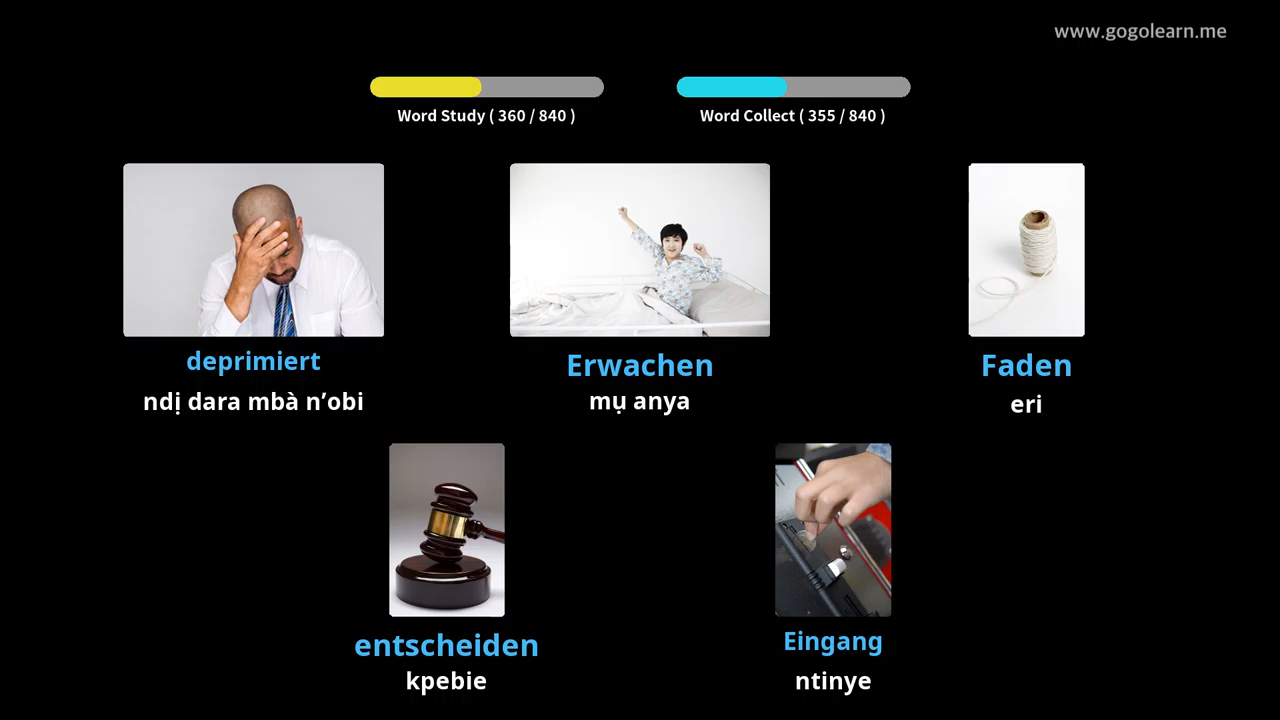 www.gogolearn.me
Word Study ( 360 / 840 )
Word Collect ( 355 / 840 )
deprimiert
ndị dara mbà n’obi
Erwachen
mụ anya
Faden
eri
entscheiden
kpebie
Eingang
ntinye